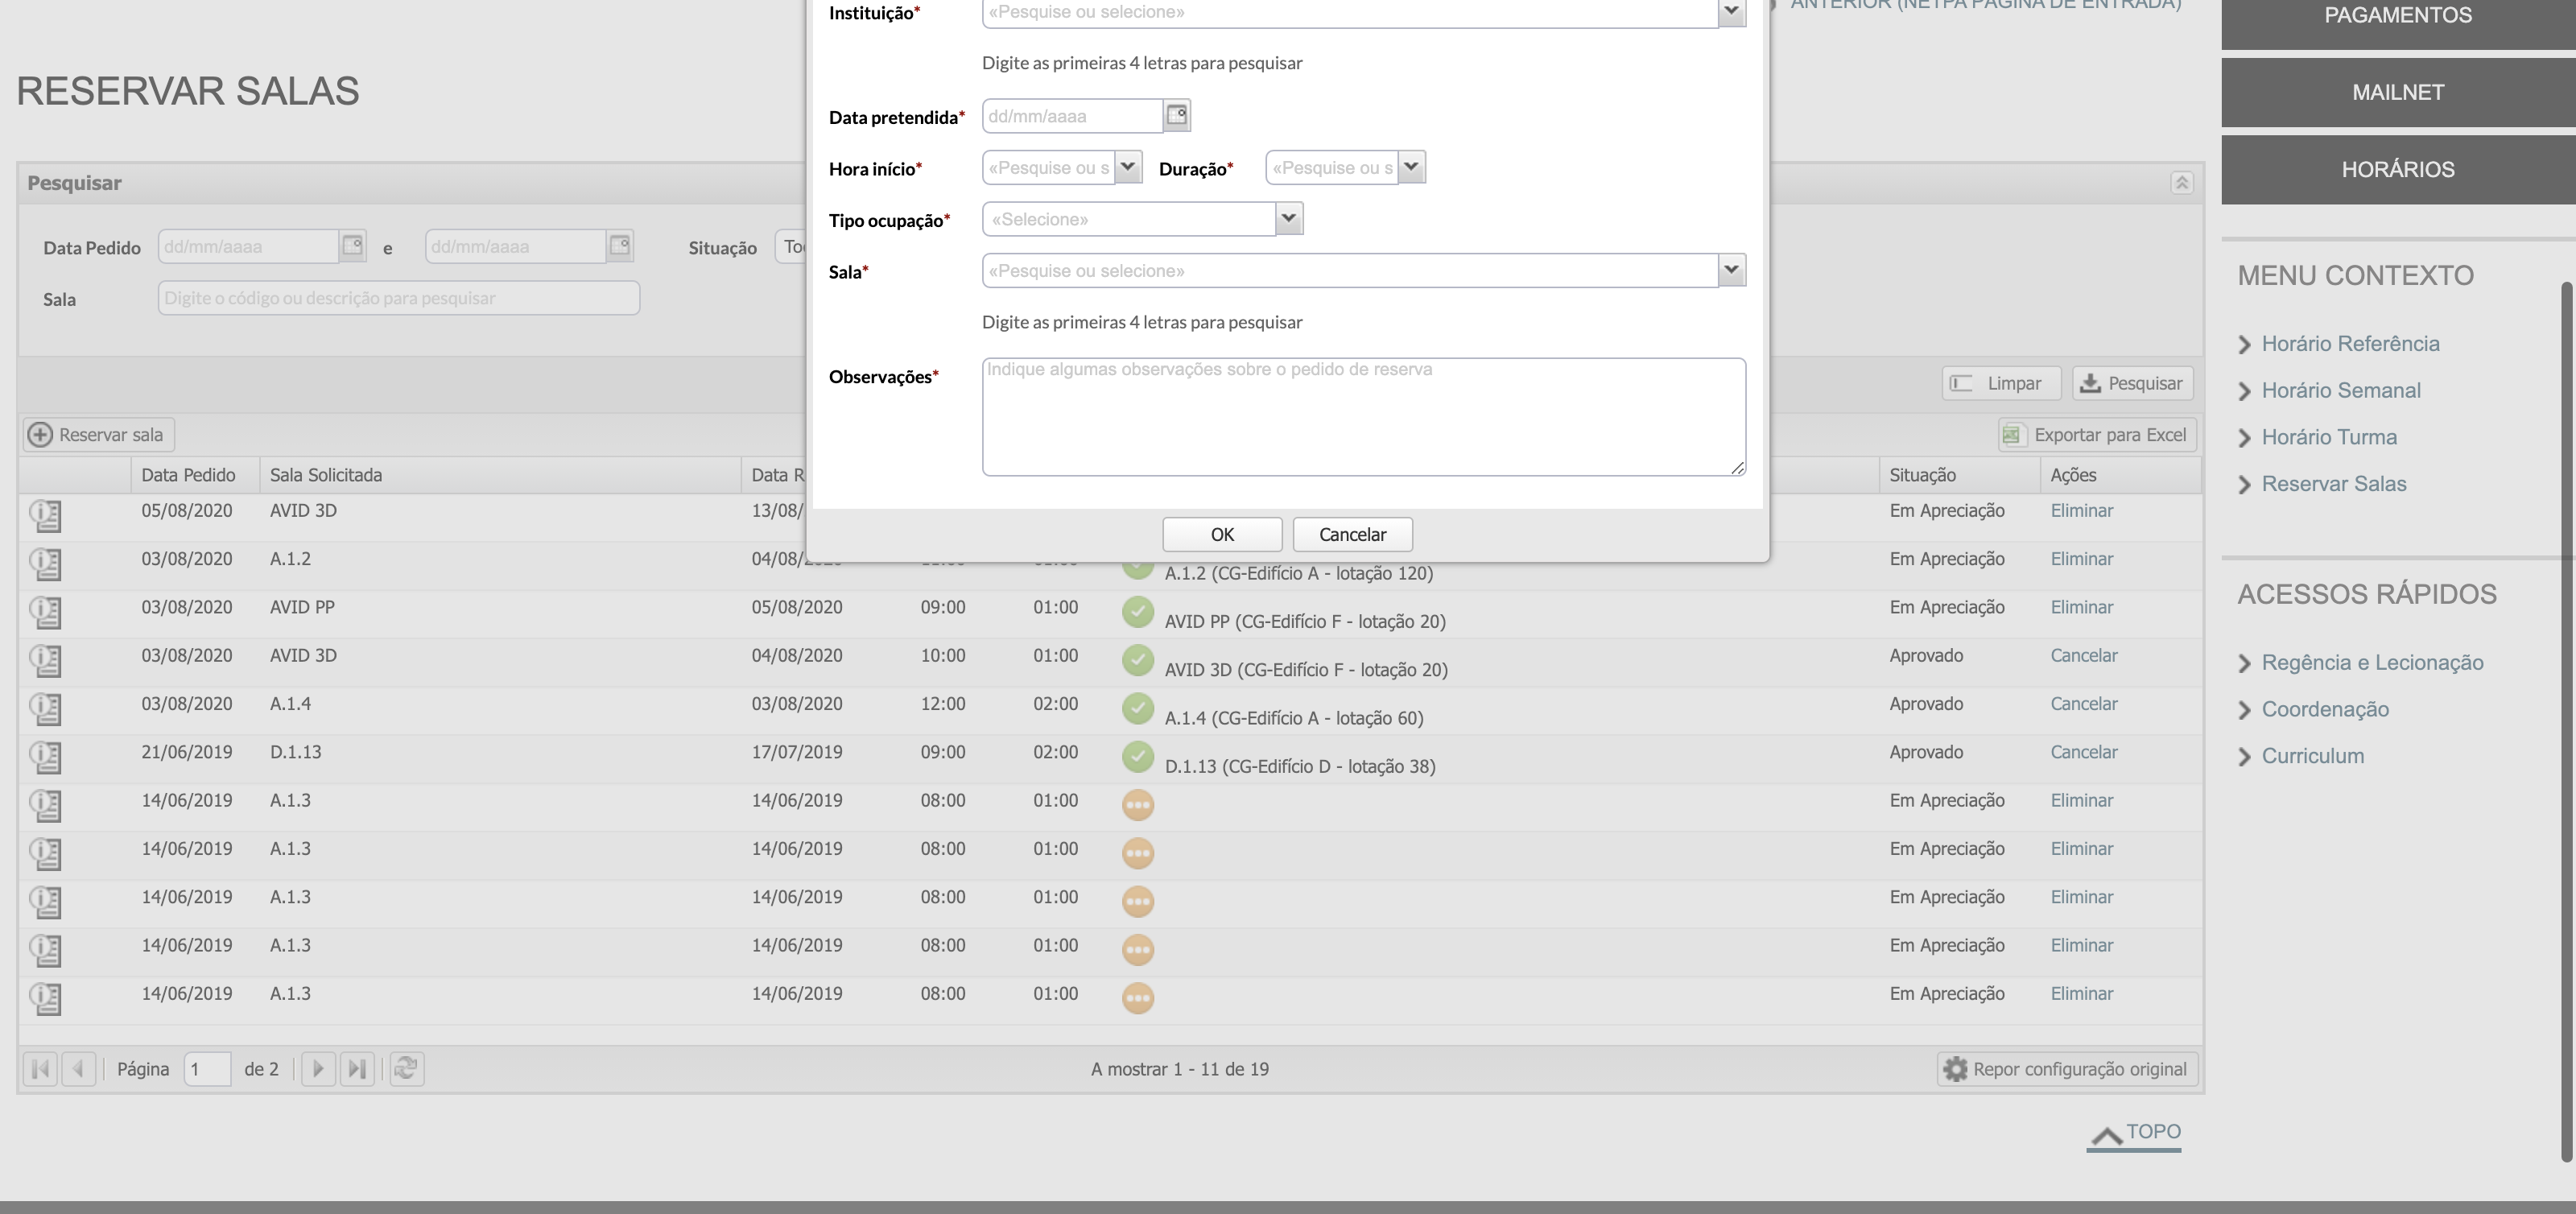 ANTERIOR (NETPA PÁGINA DE ENTRADA)
RESERVAR SALAS
Pesquisar
Data Pedido dd/mm/aaaa e dd/mm/aaaa Situação
Sala Digite o código ou descrição para pesquisar
Limpar Pesquisar
Reservar sala Exportar para Excel
Instituição* «Pesquise ou selecione»
Digite as primeiras 4 letras para pesquisar
Data pretendida* dd/mm/aaaa
Hora início* «Pesquise ou s Duração* «Pesquise ou s
Tipo ocupação* «Selecione»
Sala* «Pesquise ou selecione»
Digite as primeiras 4 letras para pesquisar
Observações* Indique algumas observações sobre o pedido de reserva
OK Cancelar
Data Pedido Sala Solicitada Data R Situação Ações
05/08/2020 AVID 3D 13/08/ Em Apreciação Eliminar
03/08/2020 A.1.2 04/08/ A.1.2 (CG-Edifício A - lotação 120) Em Apreciação Eliminar
03/08/2020 AVID PP 05/08/2020 09:00 01:00 AVID PP (CG-Edifício F - lotação 20) Em Apreciação Eliminar
03/08/2020 AVID 3D 04/08/2020 10:00 01:00 AVID 3D (CG-Edifício F - lotação 20) Aprovado Cancelar
03/08/2020 A.1.4 03/08/2020 12:00 02:00 A.1.4 (CG-Edifício A - lotação 60) Aprovado Cancelar
21/06/2019 D.1.13 17/07/2019 09:00 02:00 D.1.13 (CG-Edifício D - lotação 38) Aprovado Cancelar
14/06/2019 A.1.3 14/06/2019 08:00 01:00 Em Apreciação Eliminar
14/06/2019 A.1.3 14/06/2019 08:00 01:00 Em Apreciação Eliminar
14/06/2019 A.1.3 14/06/2019 08:00 01:00 Em Apreciação Eliminar
14/06/2019 A.1.3 14/06/2019 08:00 01:00 Em Apreciação Eliminar
14/06/2019 A.1.3 14/06/2019 08:00 01:00 Em Apreciação Eliminar
Página 1 de 2 A mostrar 1 - 11 de 19 Repor configuração original
TOPO
PAGAMENTOS
MAILNET
HORÁRIOS
MENU CONTEXTO
Horário Referência
Horário Semanal
Horário Turma
Reservar Salas
ACESSOS RÁPIDOS
Regência e Lecionação
Coordenação
Curriculum